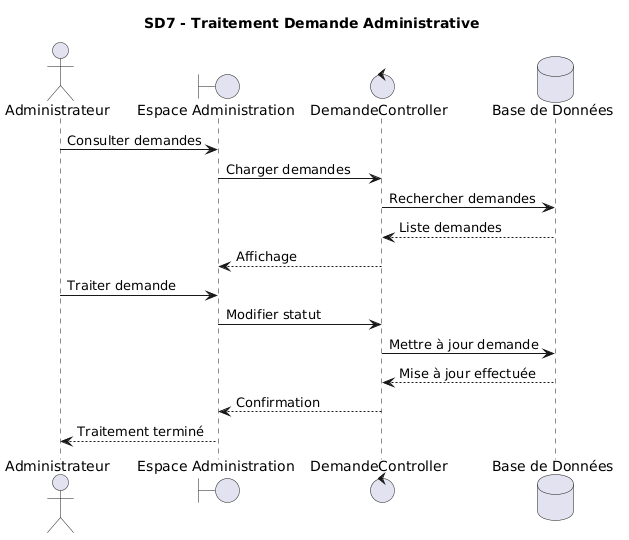 SD7 - Traitement Demande Administrative
Administrateur Espace Administration DemandeController Base de Données
Consulter demandes
Charger demandes
Rechercher demandes
Liste demandes
Affichage
Traiter demande
Modifier statut
Mettre à jour demande
Mise à jour effectuée
Confirmation
Traitement terminé
Administrateur Espace Administration DemandeController Base de Données